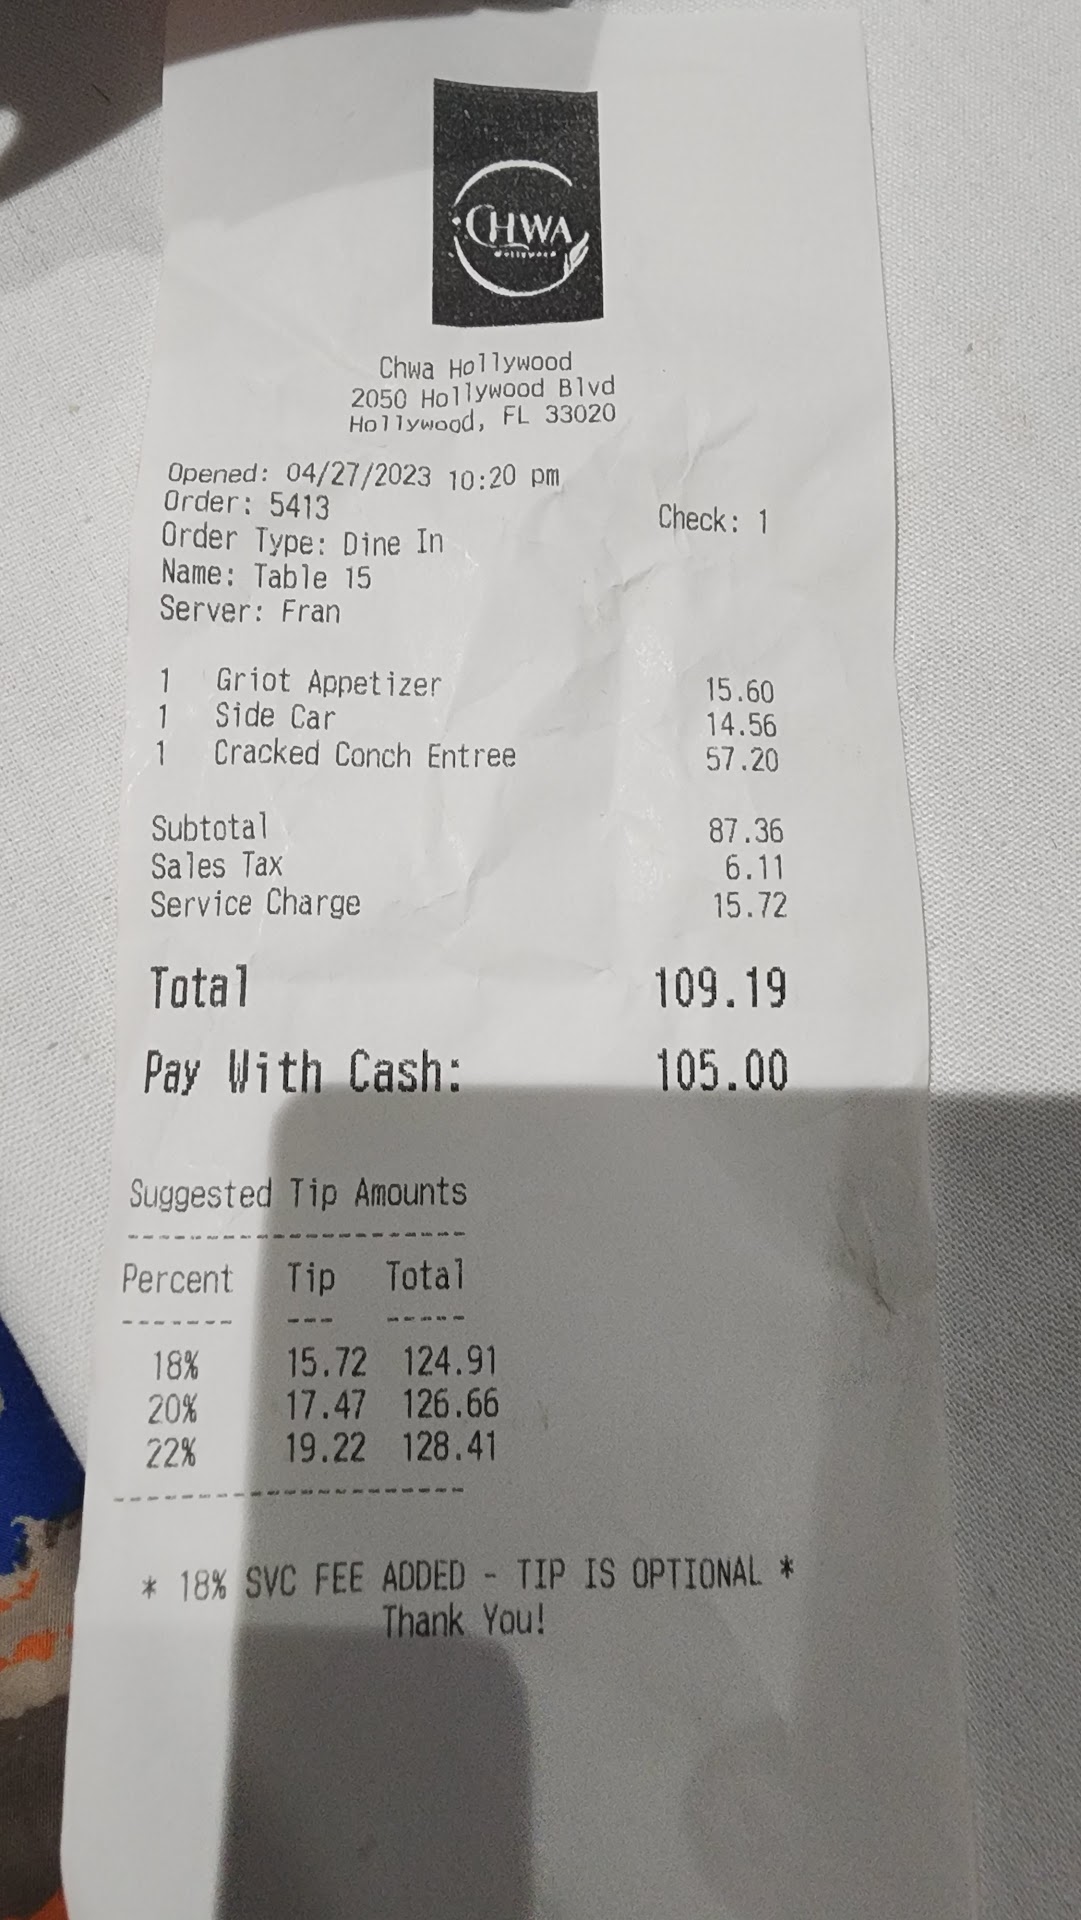 CHWA
Hollywood
Chwa Hollywood
2050 Hollywood Blvd
Hollywood, FL 33020
Opened: 04/27/2023 10:20 pm
Order: 5413 Check: 1
Order Type: Dine In
Name: Table 15
Server: Fran
1 Griot Appetizer 15.60
1 Side Car 14.56
1 Cracked Conch Entree 57.20
Subtotal 87.36
Sales Tax 6.11
Service Charge 15.72
Total 109.19
Pay With Cash: 105.00
Suggested Tip Amounts
--------------------
Percent Tip Total
------- --- -----
18% 15.72 124.91
20% 17.47 126.66
22% 19.22 128.41
---------------------
* 18% SVC FEE ADDED - TIP IS OPTIONAL *
Thank You!